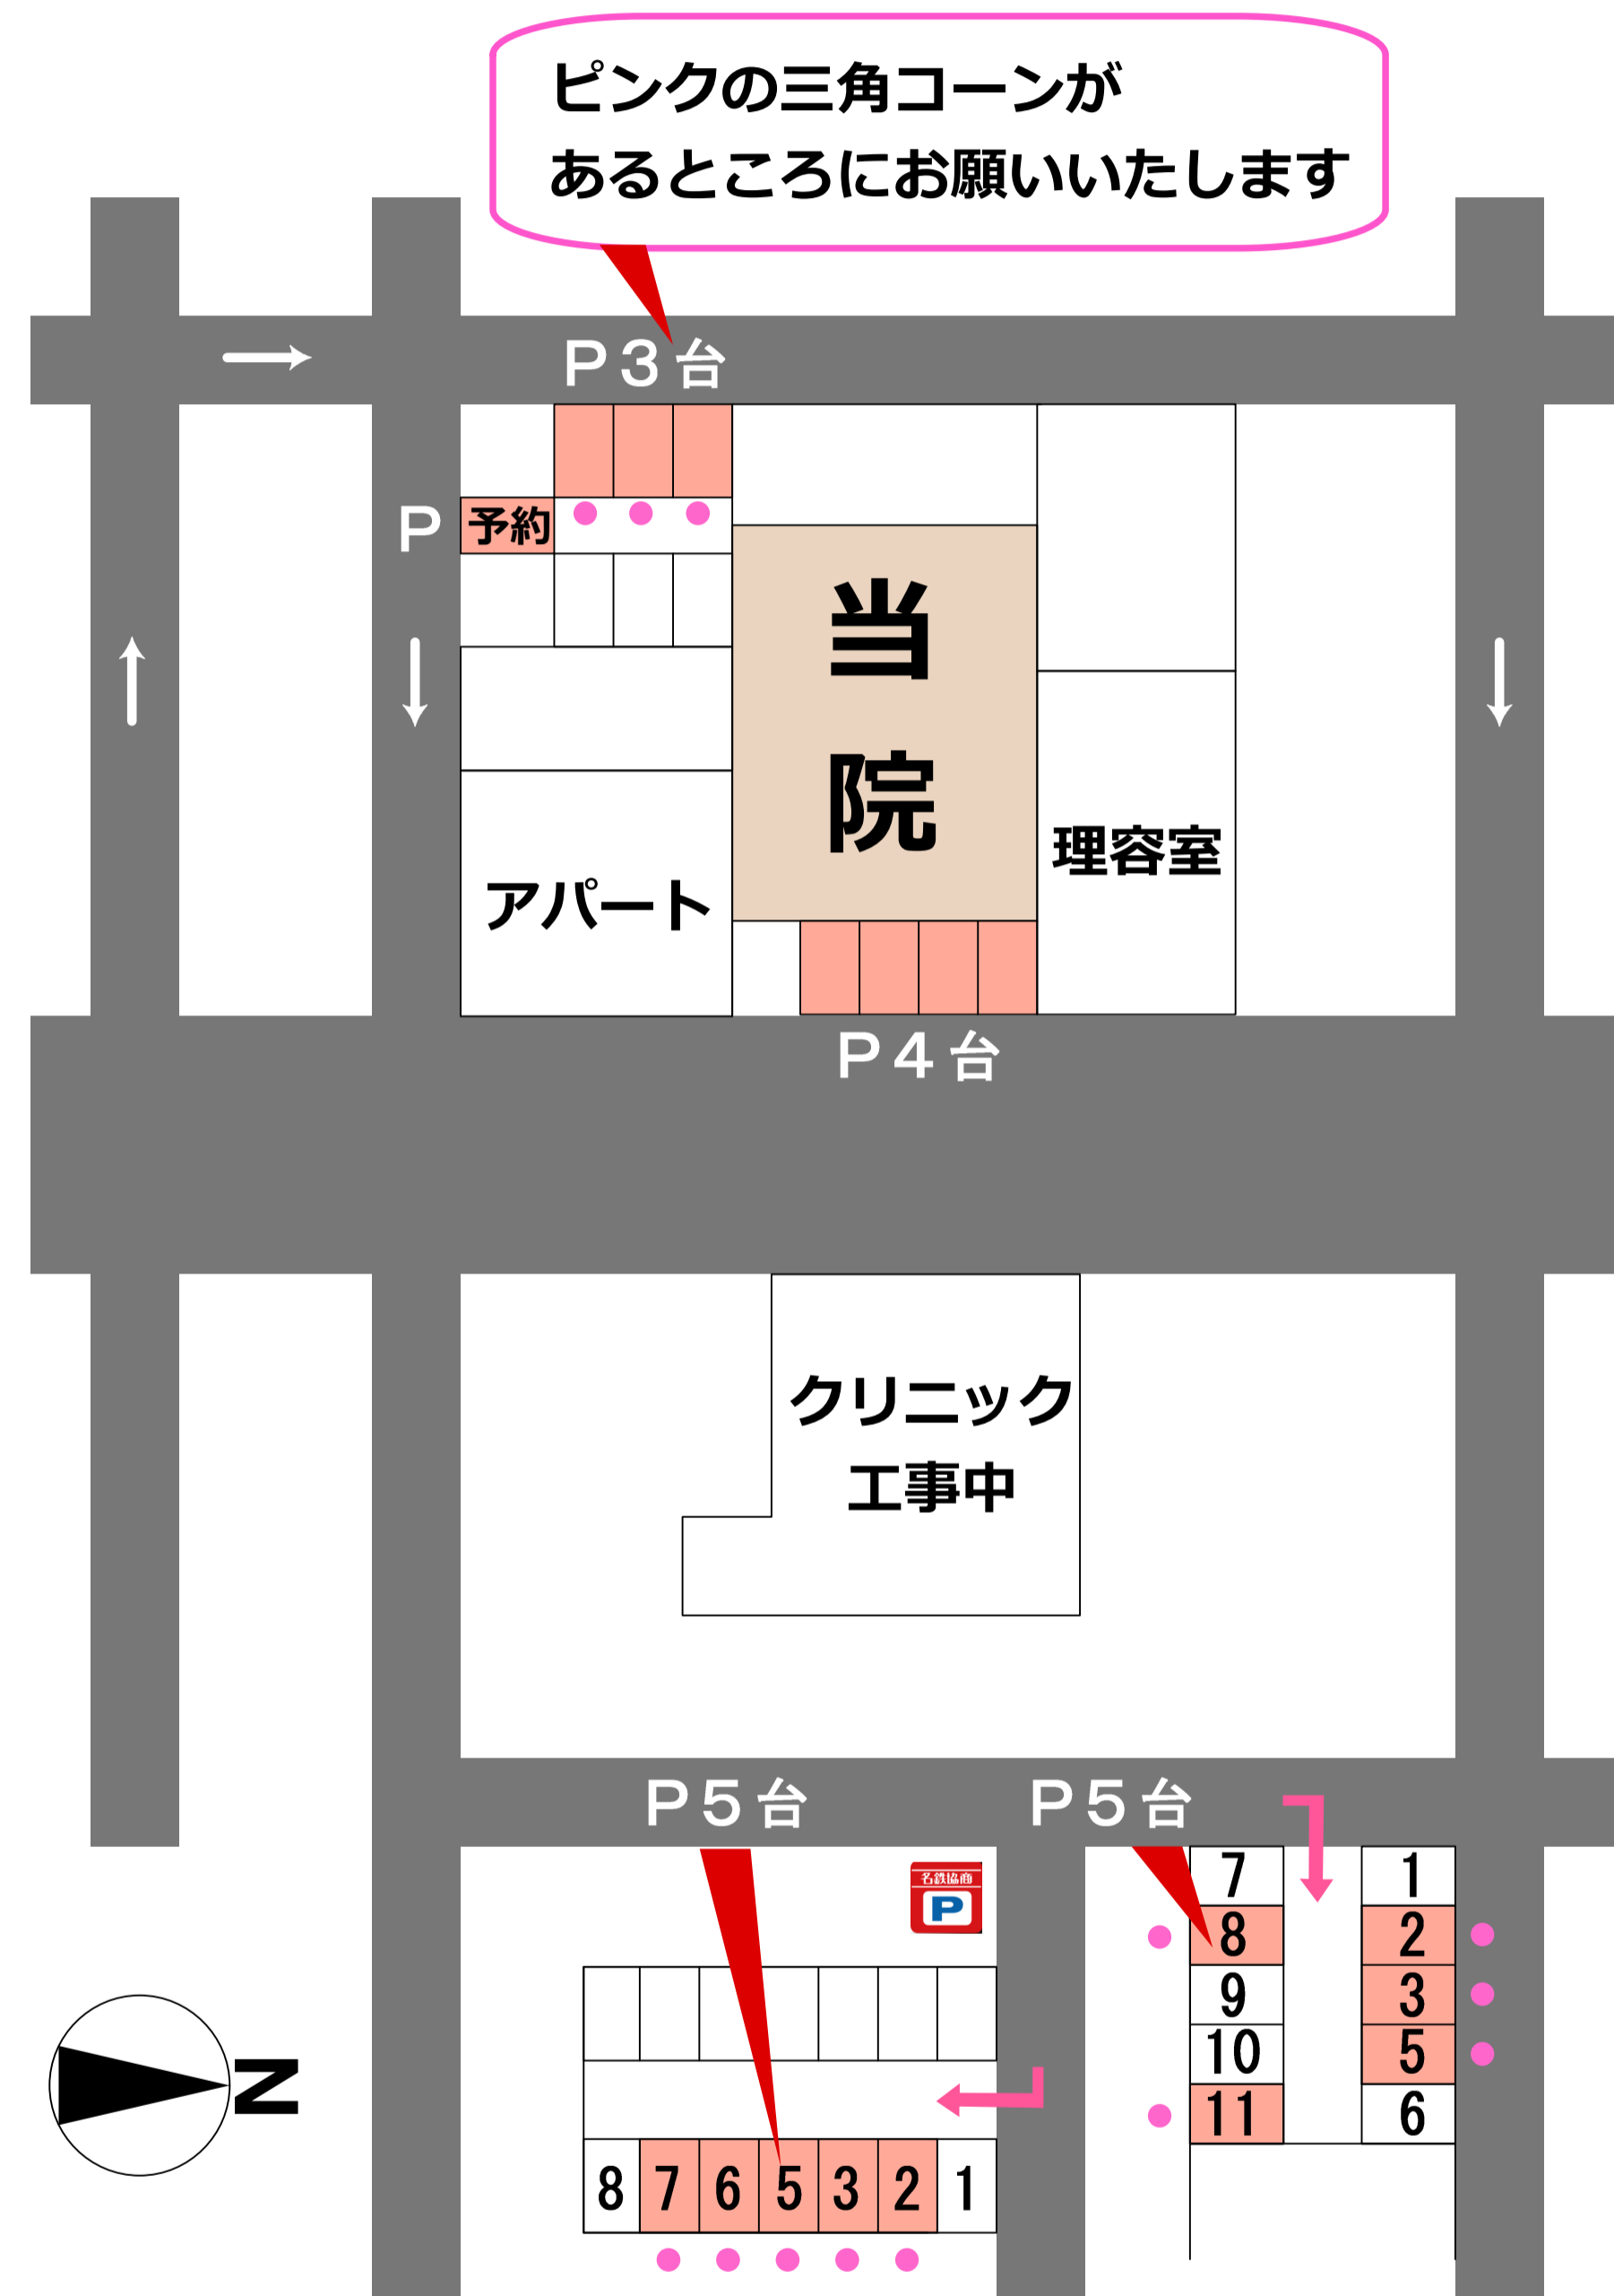 ピンクの三角コーンが
あるところにお願いいたします
P3台
P
予約
当
院
アパート
理容室
P4台
クリニック
工事中
P5台
P5台
名鉄協商
P
7
8
9
10
11
1
2
3
5
6
N
8 7 6 5 3 2 1